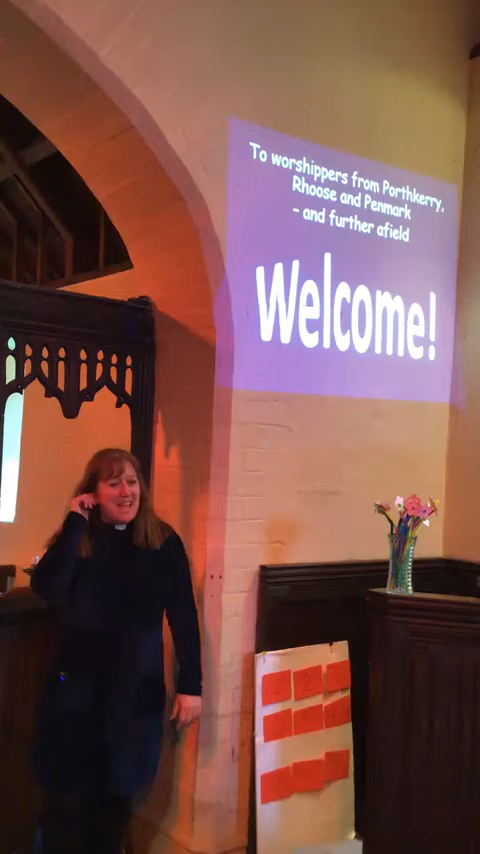 To worshippers from Porthkerry,
Rhoose and Penmark
- and further afield
Welcome!